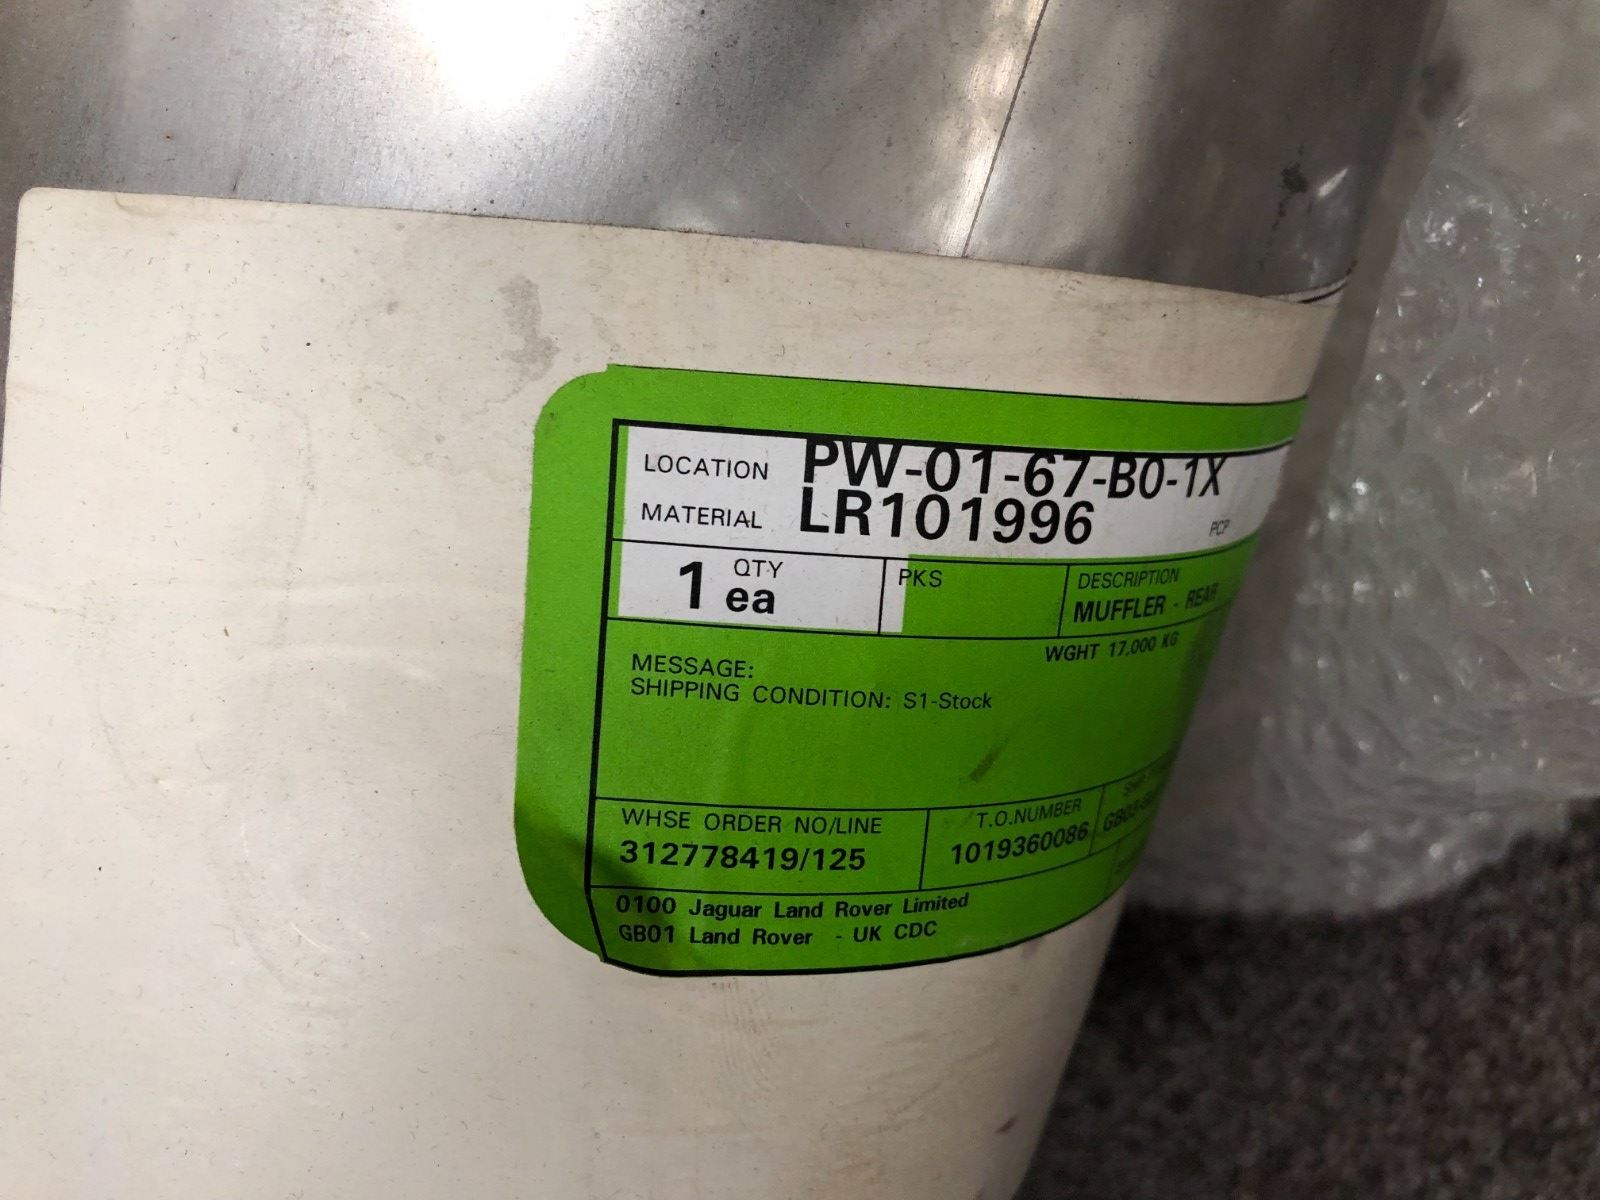 LOCATION PW-01-67-B0-1X
MATERIAL LR101996 PCP
1 QTY ea PKS DESCRIPTION
MUFFLER - REAR
WGHT 17,000 KG
MESSAGE:
SHIPPING CONDITION: S1-Stock
WHSE ORDER NO/LINE T.O.NUMBER
312778419/125 1019360086
0100 Jaguar Land Rover Limited
GB01 Land Rover - UK CDC